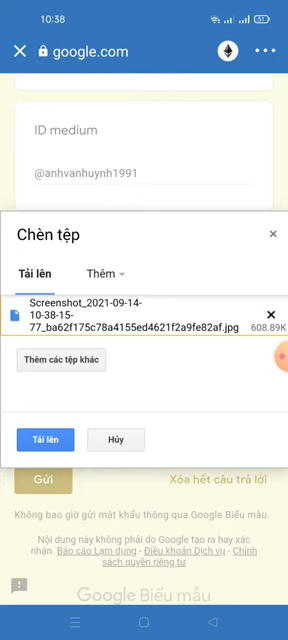 10:38
51
google.com
ID medium
@anhvanhuynh1991
Chèn tệp
Tải lên
Thêm
Screenshot_2021-09-14-
10-38-15-
77_ba62f175c78a4155ed4621f2a9fe82af.jpg
608.89K
Thêm các tệp khác
Tải lên
Hủy
Gửi
Xóa hết câu trả lời
Không bao giờ gửi mật khẩu thông qua Google Biểu mẫu.
Nội dung này không phải do Google tạo ra hay xác
nhận. Báo cáo Lạm dụng - Điều khoản Dịch vụ - Chính
sách quyền riêng tư
Google Biểu mẫu